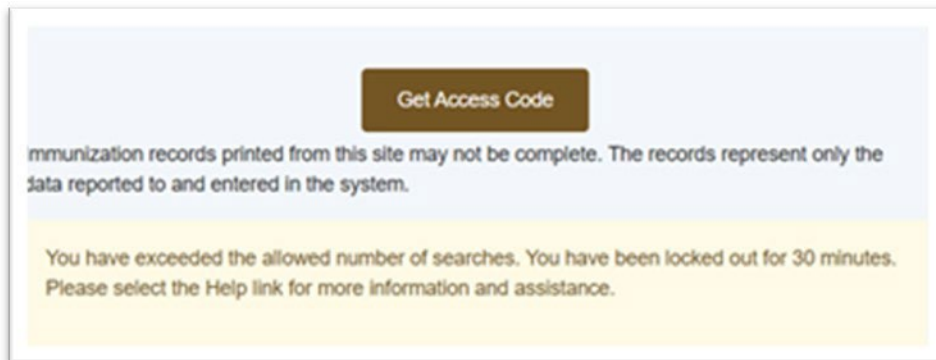 Get Access Code
mmunization records printed from this site may not be complete. The records represent only the
data reported to and entered in the system.
You have exceeded the allowed number of searches. You have been locked out for 30 minutes.
Please select the Help link for more information and assistance.